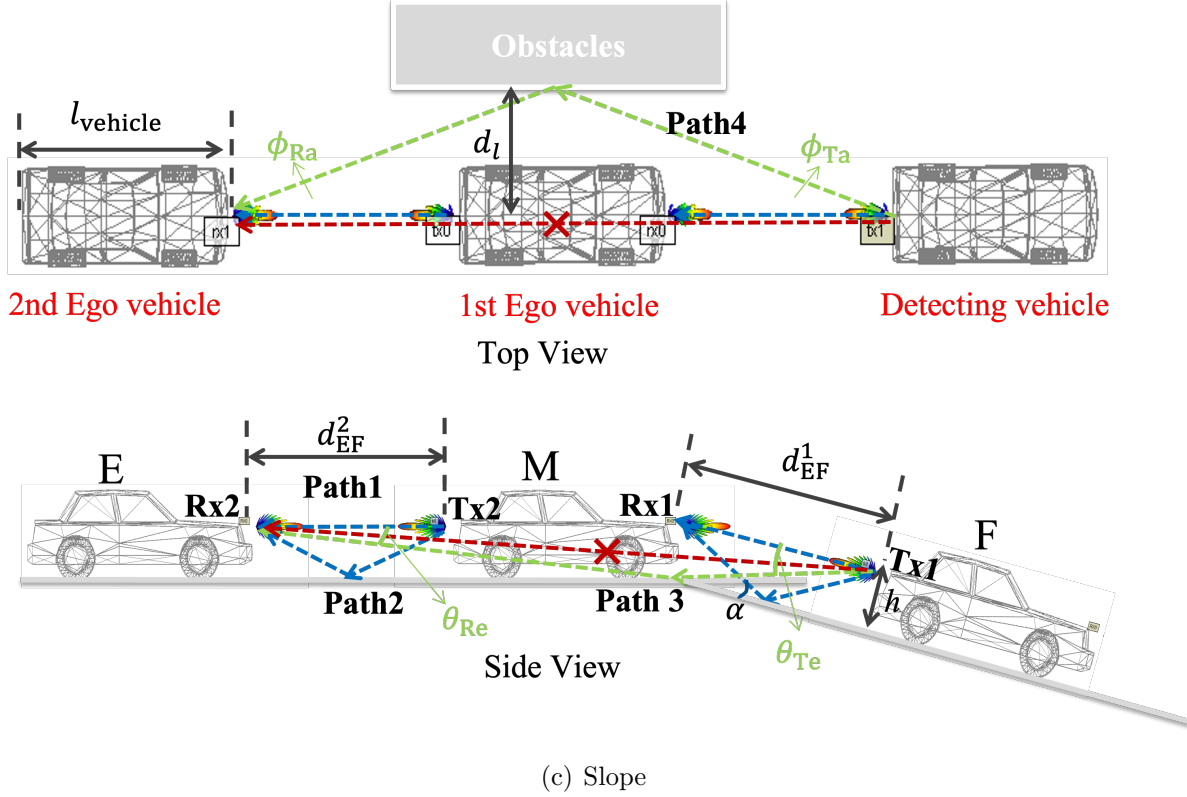 Obstacles
l_vehicle
Path4
ϕ_Ra
d_l
ϕ_Ta
rx1
tx0
rx0
tx1
2nd Ego vehicle
1st Ego vehicle
Detecting vehicle
Top View
d_EF^2
d_EF^1
E
M
Path1
Rx2
Tx2
Rx1
F
Tx1
Path2
Path 3
α
h
θ_Re
θ_Te
Side View
(c) Slope